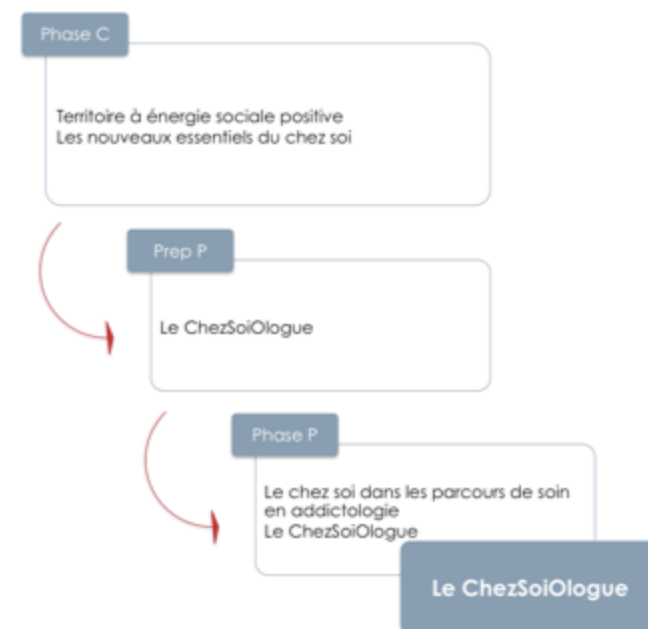 Phase C
Territoire à énergie sociale positive
Les nouveaux essentiels du chez soi
Prep P
Le ChezSoiOlogue
Phase P
Le chez soi dans les parcours de soin
en addictologie
Le ChezSoiOlogue
Le ChezSoiOlogue